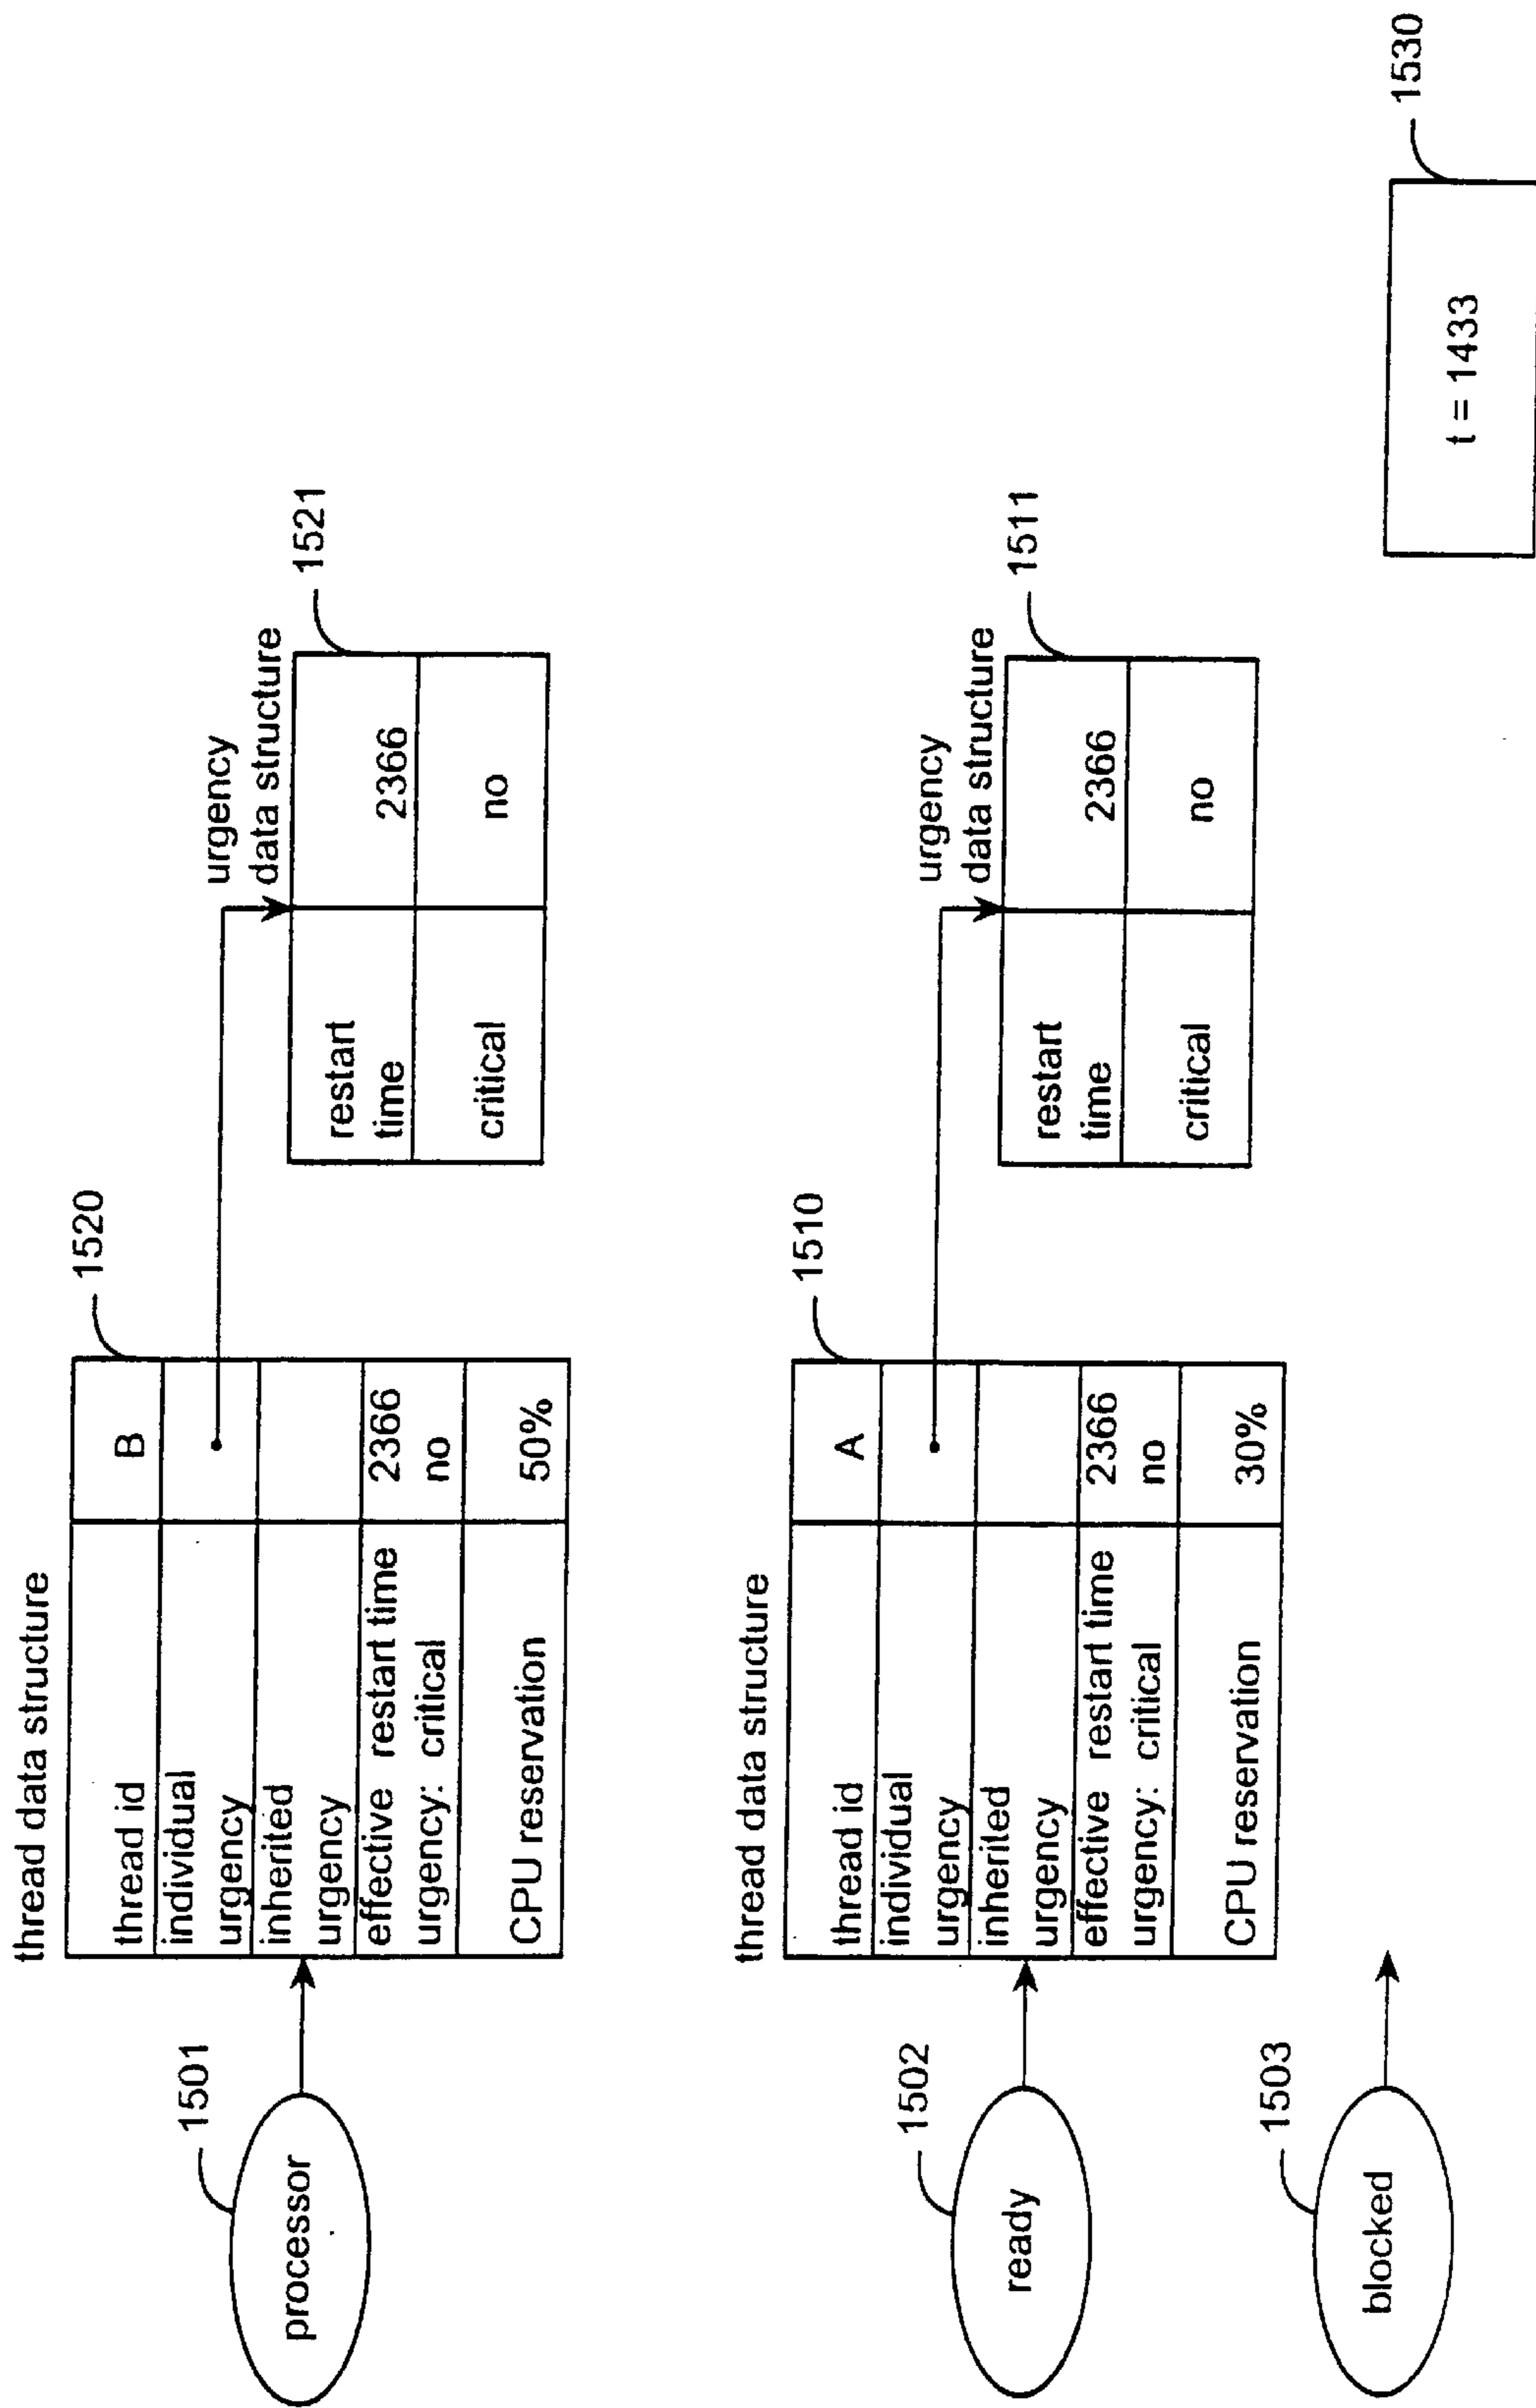 thread data structure
1520
1501
processor
thread id
B
individual
urgency
inherited
urgency
effective restart time 2366
urgency: critical no
CPU reservation 50%
urgency
data structure
1521
restart
time
2366
critical
no
thread data structure
1510
1502
ready
thread id
A
individual
urgency
inherited
urgency
effective restart time 2366
urgency: critical no
CPU reservation 30%
urgency
data structure
1511
restart
time
2366
critical
no
1503
blocked
1530
t = 1433